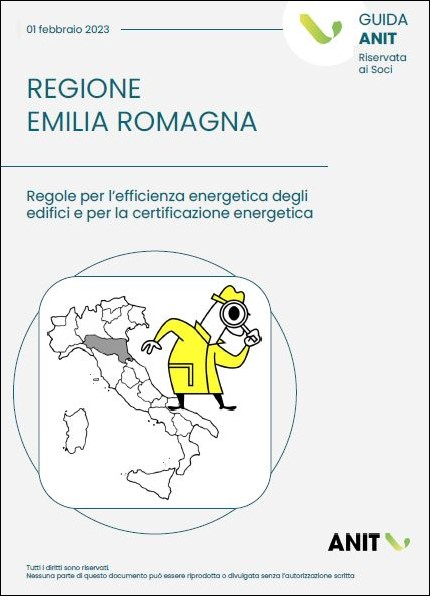 01 febbraio 2023
GUIDA
ANIT
Riservata
ai Soci
REGIONE
EMILIA ROMAGNA
Regole per l'efficienza energetica degli
edifici e per la certificazione energetica
ANIT
Tutti i diritti sono riservati.
Nessuna parte di questo documento può essere riprodotta o divulgata senza l'autorizzazione scritta